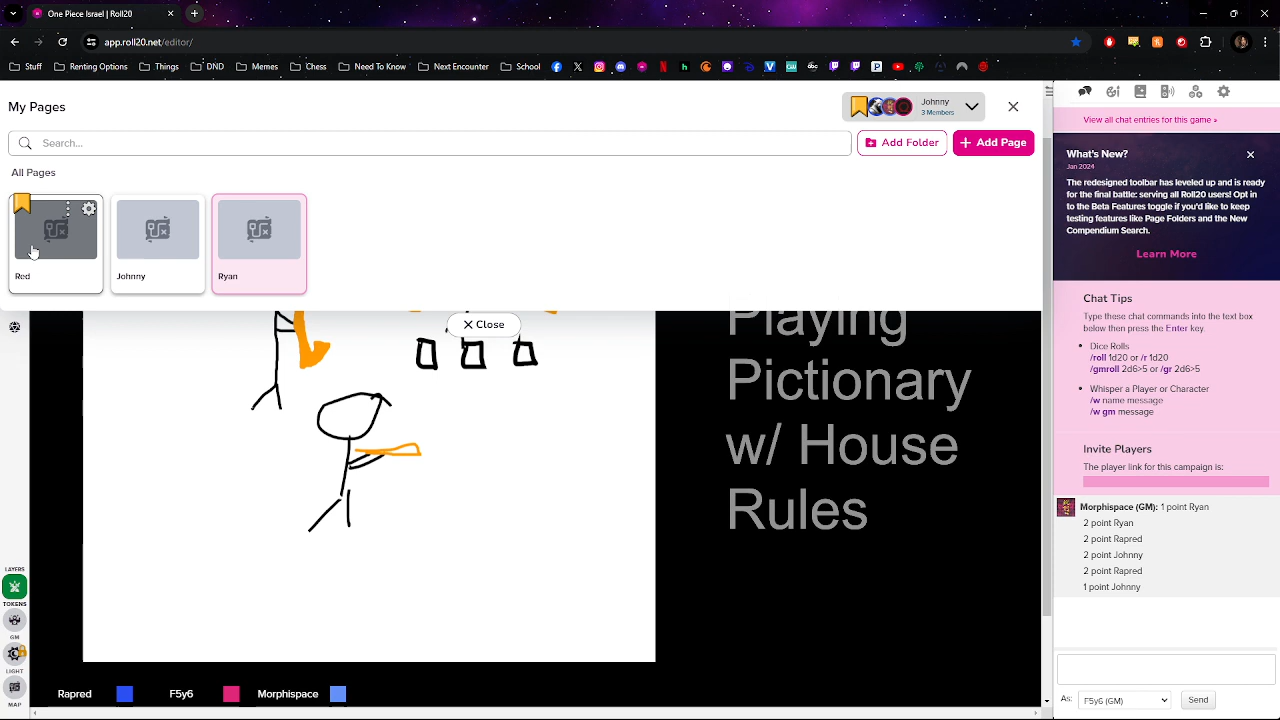 One Piece Israel | Roll20
app.roll20.net/editor/
Stuff
Renting Options
Things
DND
Memes
Chess
Need To Know
Next Encounter
School
My Pages
Johnny
3 Members
Search...
Add Folder
Add Page
All Pages
Red
Johnny
Ryan
Close
Playing
Pictionary
w/ House
Rules
LAYERS
TOKENS
GM
LIGHT
MAP
Rapred
F5y6
Morphispace
View all chat entries for this game »
What's New?
Jan 2024
The redesigned toolbar has leveled up and is ready
for the final battle: serving all Roll20 users! Opt in
to the Beta Features toggle if you'd like to keep
testing features like Page Folders and the New
Compendium Search.
Learn More
Chat Tips
Type these chat commands into the text box
below then press the Enter key.
• Dice Rolls
/roll 1d20 or /r 1d20
/gmroll 2d6>5 or /gr 2d6>5
• Whisper a Player or Character
/w name message
/w gm message
Invite Players
The player link for this campaign is:
Morphispace (GM): 1 point Ryan
2 point Ryan
2 point Rapred
2 point Johnny
2 point Rapred
1 point Johnny
As:
F5y6 (GM)
Send